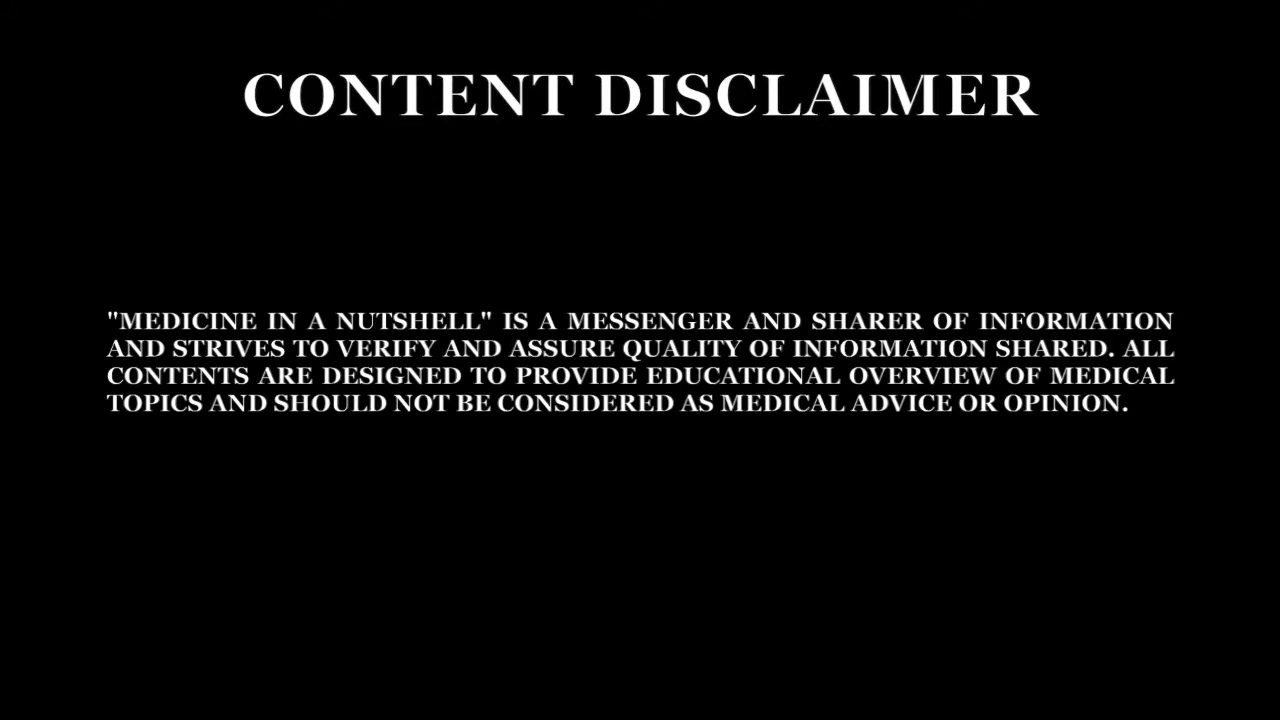 CONTENT DISCLAIMER
"MEDICINE IN A NUTSHELL" IS A MESSENGER AND SHARER OF INFORMATION
AND STRIVES TO VERIFY AND ASSURE QUALITY OF INFORMATION SHARED. ALL
CONTENTS ARE DESIGNED TO PROVIDE EDUCATIONAL OVERVIEW OF MEDICAL
TOPICS AND SHOULD NOT BE CONSIDERED AS MEDICAL ADVICE OR OPINION.